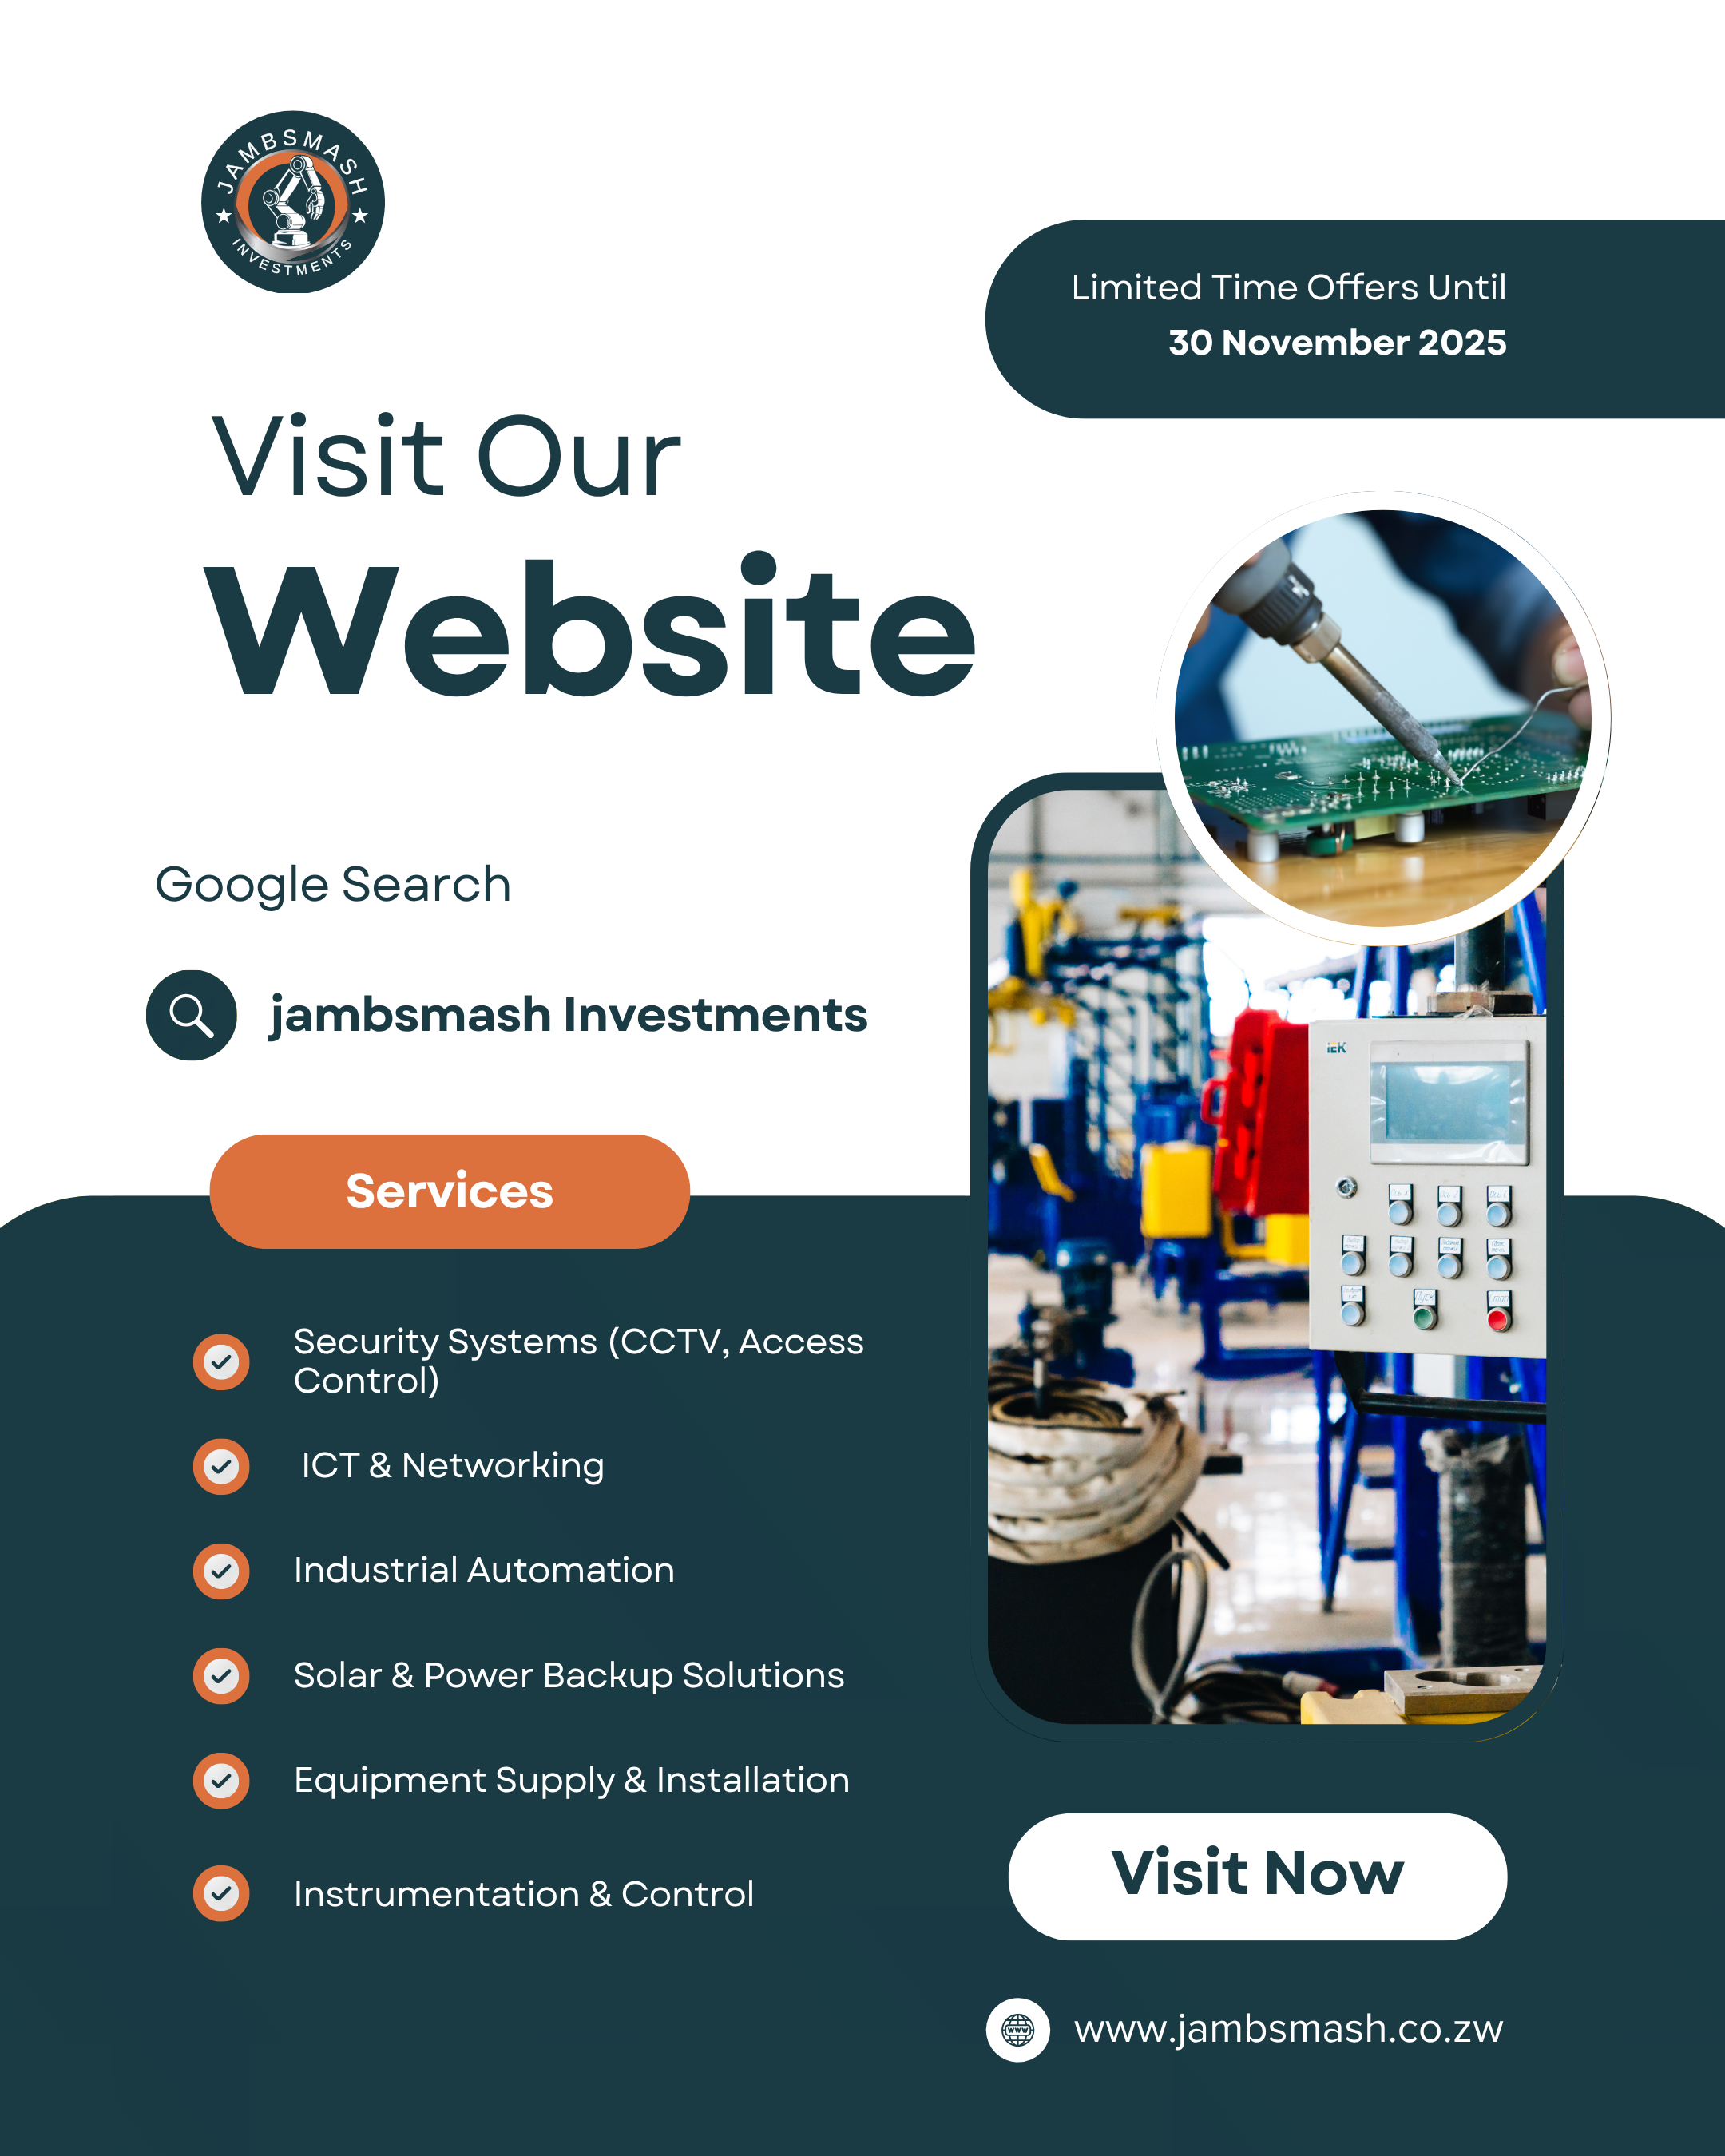 JAMBSMASH
INVESTMENTS
Limited Time Offers Until
30 November 2025
Visit Our
Website
Google Search
jambsmash Investments
Services
Security Systems (CCTV, Access
Control)
ICT & Networking
Industrial Automation
Solar & Power Backup Solutions
Equipment Supply & Installation
Instrumentation & Control
IEK
Visit Now
www
www.jambsmash.co.zw